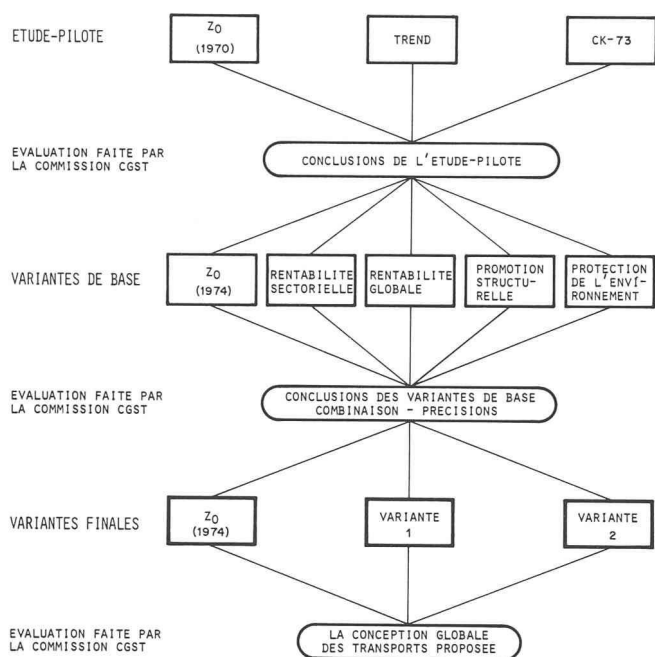 ETUDE-PILOTE
Z0
(1970)
TREND
CK-73
EVALUATION FAITE PAR
LA COMMISSION CGST
CONCLUSIONS DE L'ETUDE-PILOTE
VARIANTES DE BASE
Z0
(1974)
RENTABILITE
SECTORIELLE
RENTABILITE
GLOBALE
PROMOTION
STRUCTU-
RELLE
PROTECTION
DE L'ENVI-
RONNEMENT
EVALUATION FAITE PAR
LA COMMISSION CGST
CONCLUSIONS DES VARIANTES DE BASE
COMBINAISON - PRECISIONS
VARIANTES FINALES
Z0
(1974)
VARIANTE
1
VARIANTE
2
EVALUATION FAITE PAR
LA COMMISSION CGST
LA CONCEPTION GLOBALE
DES TRANSPORTS PROPOSEE